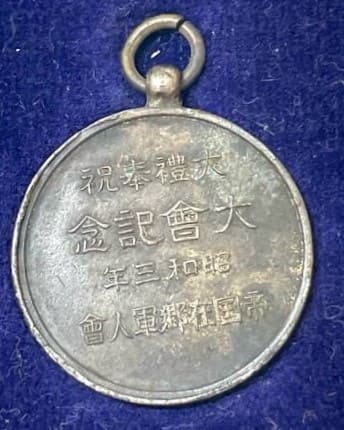 大禮奉祝
大會記念
昭和三年
帝国在郷軍人會